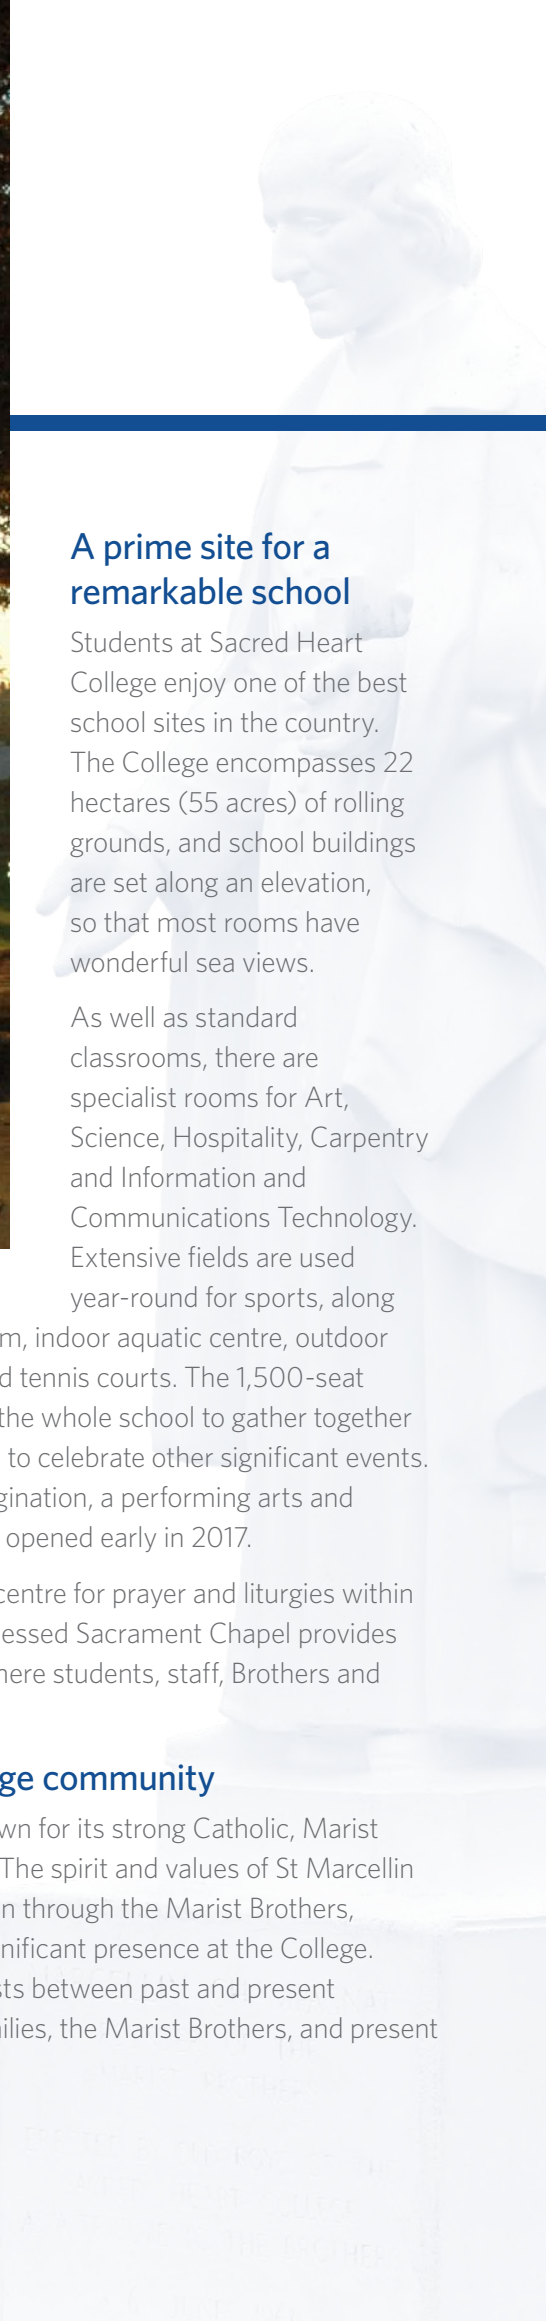 A prime site for a
remarkable school
Students at Sacred Heart
College enjoy one of the best
school sites in the country.
The College encompasses 22
hectares (55 acres) of rolling
grounds, and school buildings
are set along an elevation,
so that most rooms have
wonderful sea views.
As well as standard
classrooms, there are
specialist rooms for Art,
Science, Hospitality, Carpentry
and Information and
Communications Technology.
Extensive fields are used
year-round for sports, along
m, indoor aquatic centre, outdoor
d tennis courts. The 1,500-seat
the whole school to gather together
to celebrate other significant events.
gination, a performing arts and
opened early in 2017.
centre for prayer and liturgies within
essed Sacrament Chapel provides
here students, staff, Brothers and
ge community
wn for its strong Catholic, Marist
The spirit and values of St Marcellin
n through the Marist Brothers,
nificant presence at the College.
sts between past and present
ilies, the Marist Brothers, and present